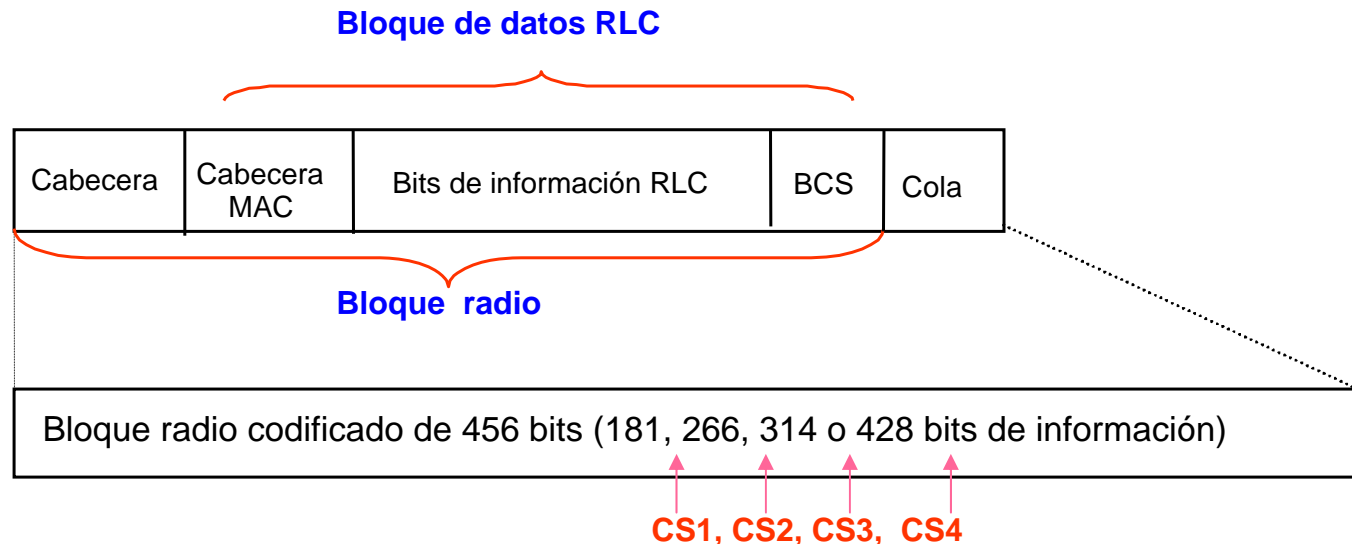 Bloque de datos RLC
Cabecera
Cabecera
MAC
Bits de información RLC
BCS
Cola
Bloque radio
Bloque radio codificado de 456 bits (181, 266, 314 o 428 bits de información)
CS1, CS2, CS3, CS4